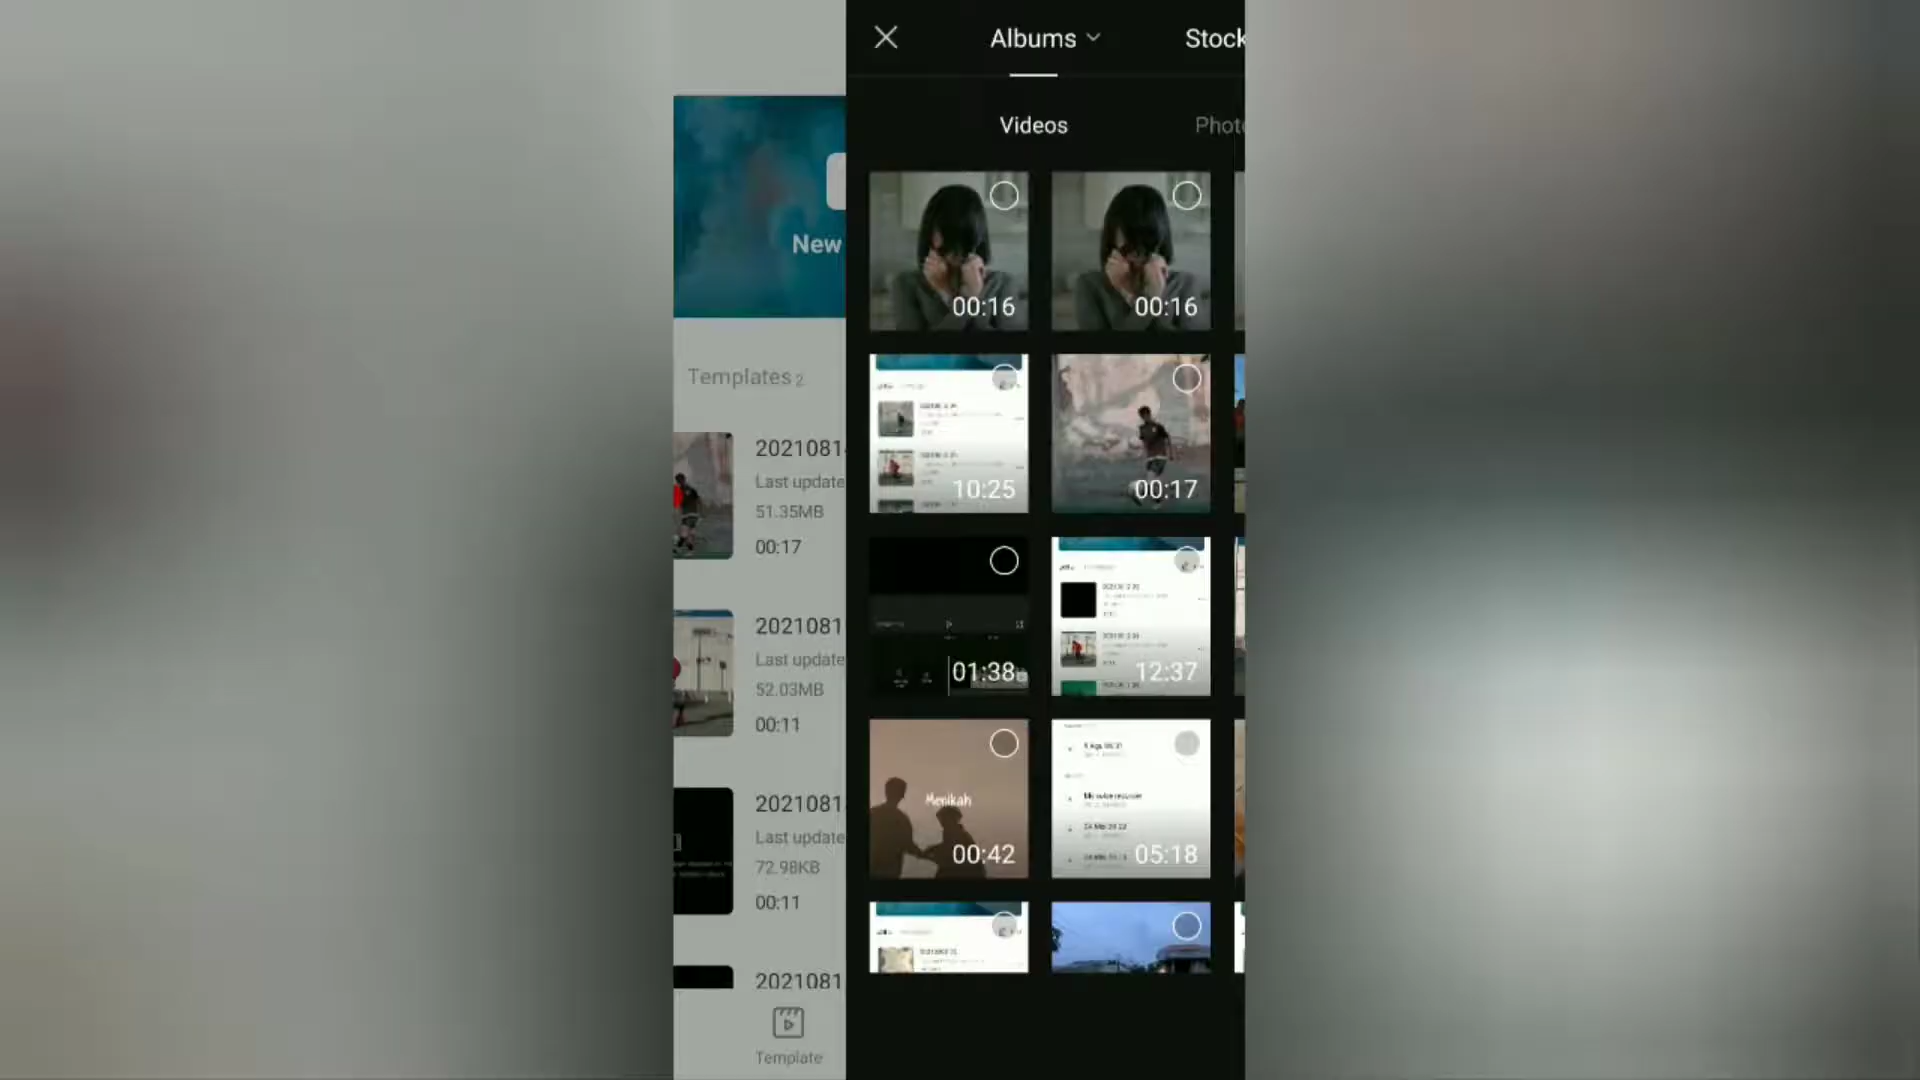 Albums
Stock
Videos
Phot
New
Templates 2
2021081
Last update
51.35MB
00:17
2021081
Last update
52.03MB
00:11
2021081
Last update
72.98KB
00:11
2021081
Template
00:16
00:16
10:25
00:17
01:38
12:37
Menikah
00:42
05:18